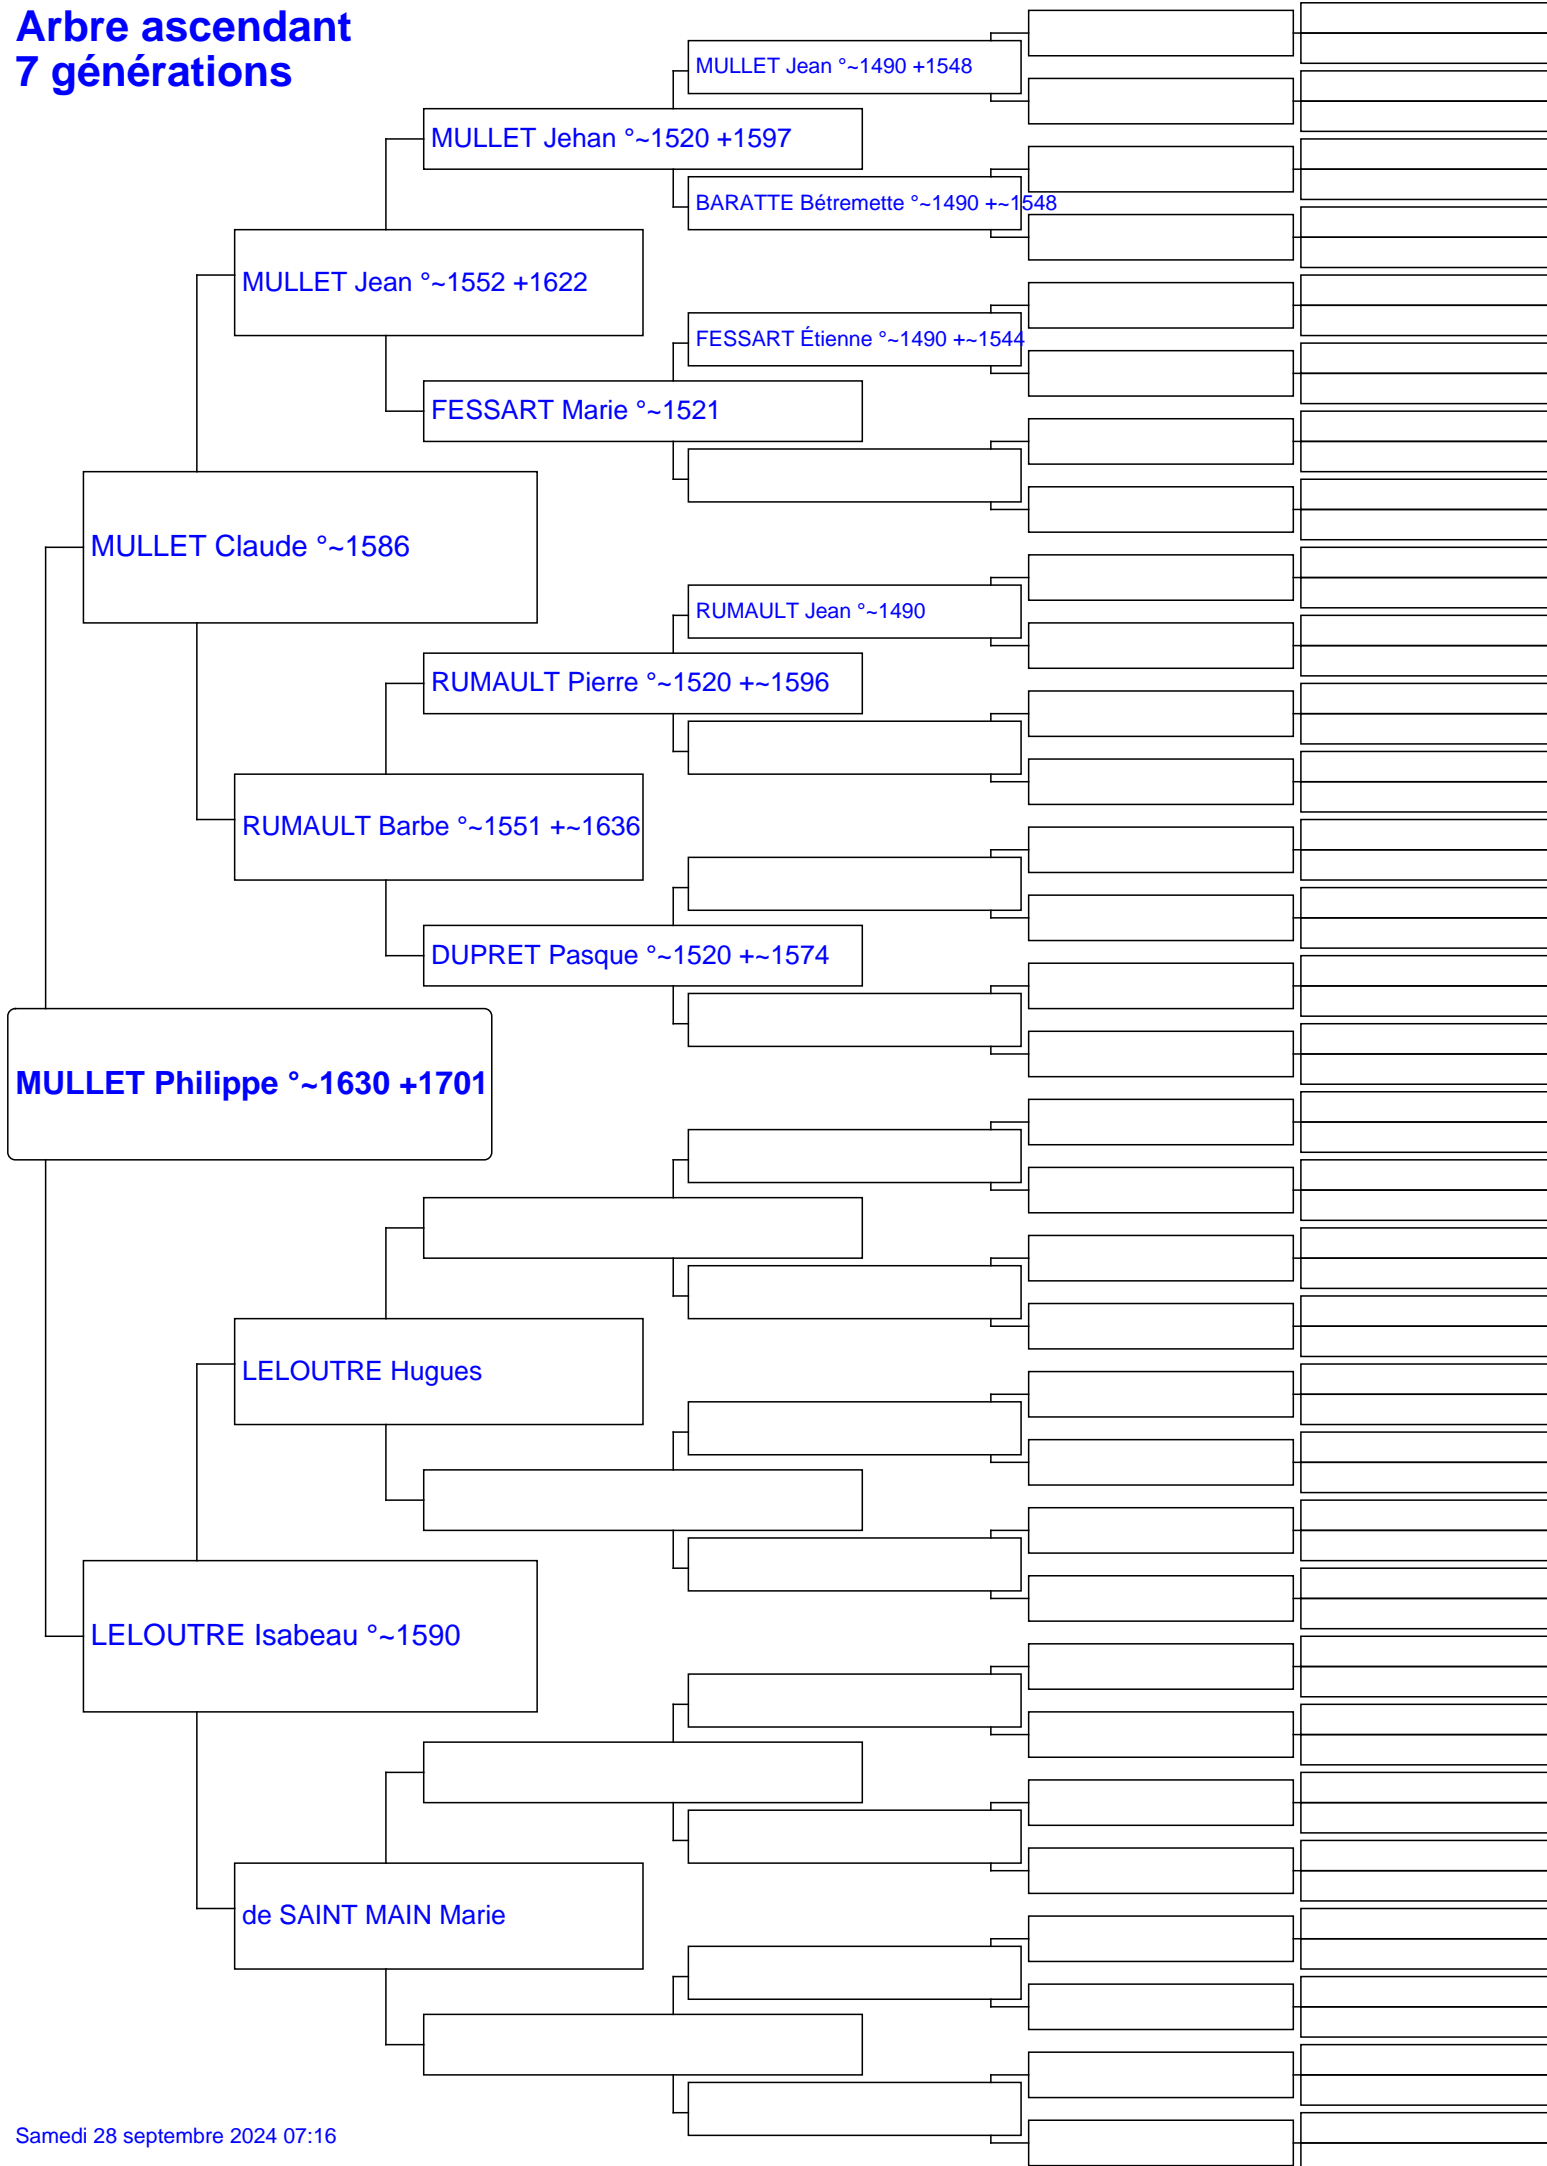 Arbre ascendant
7 générations
MULLET Jean °~1490 +1548
MULLET Jehan °~1520 +1597
BARATTE Bétremette °~1490 +~1548
MULLET Jean °~1552 +1622
FESSART Étienne °~1490 +~1544
FESSART Marie °~1521
MULLET Claude °~1586
RUMAULT Jean °~1490
RUMAULT Pierre °~1520 +~1596
RUMAULT Barbe °~1551 +~1636
DUPRET Pasque °~1520 +~1574
MULLET Philippe °~1630 +1701
LELOUTRE Hugues
LELOUTRE Isabeau °~1590
de SAINT MAIN Marie
Samedi 28 septembre 2024 07:16